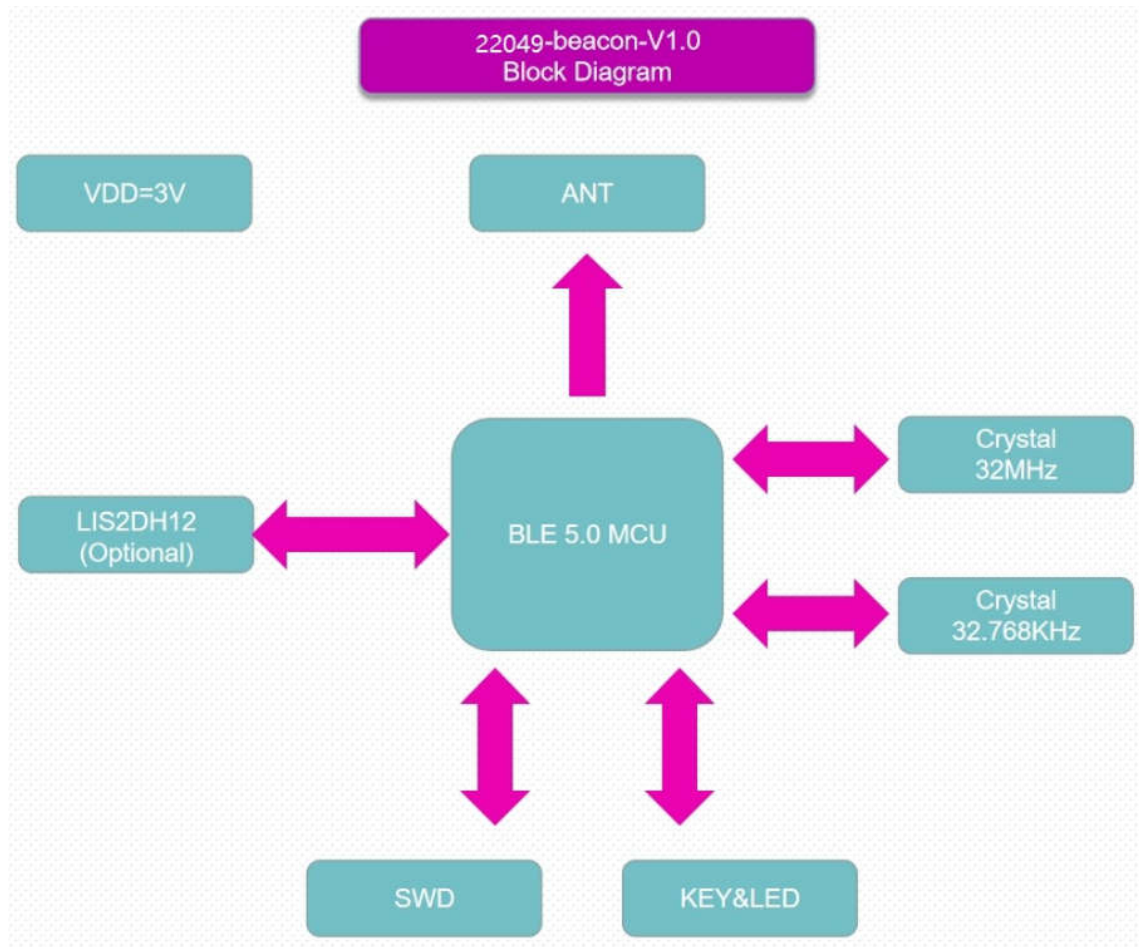 22049-beacon-V1.0
Block Diagram
VDD=3V
ANT
Crystal
32MHz
LIS2DH12
(Optional)
BLE 5.0 MCU
Crystal
32.768KHz
SWD
KEY&LED